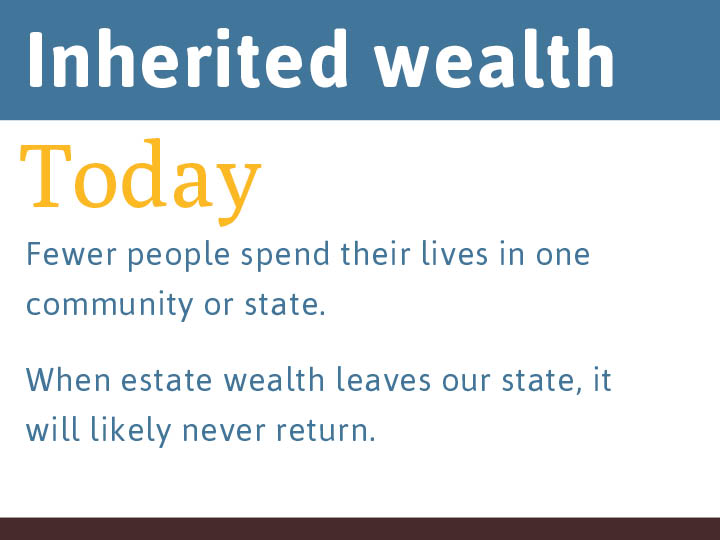 Inherited wealth
Today
Fewer people spend their lives in one
community or state.
When estate wealth leaves our state, it
will likely never return.